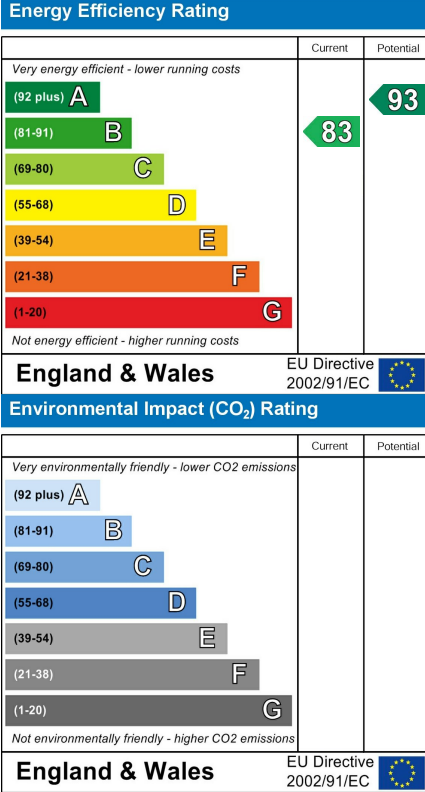 Energy Efficiency Rating
Current Potential
Very energy efficient - lower running costs
(92 plus) A
93
(81-91) B
83
(69-80) C
(55-68) D
(39-54) E
(21-38) F
(1-20) G
Not energy efficient - higher running costs
England & Wales
EU Directive
2002/91/EC
Environmental Impact (CO₂) Rating
Current Potential
Very environmentally friendly - lower CO2 emissions
(92 plus) A
(81-91) B
(69-80) C
(55-68) D
(39-54) E
(21-38) F
(1-20) G
Not environmentally friendly - higher CO2 emissions
England & Wales
EU Directive
2002/91/EC